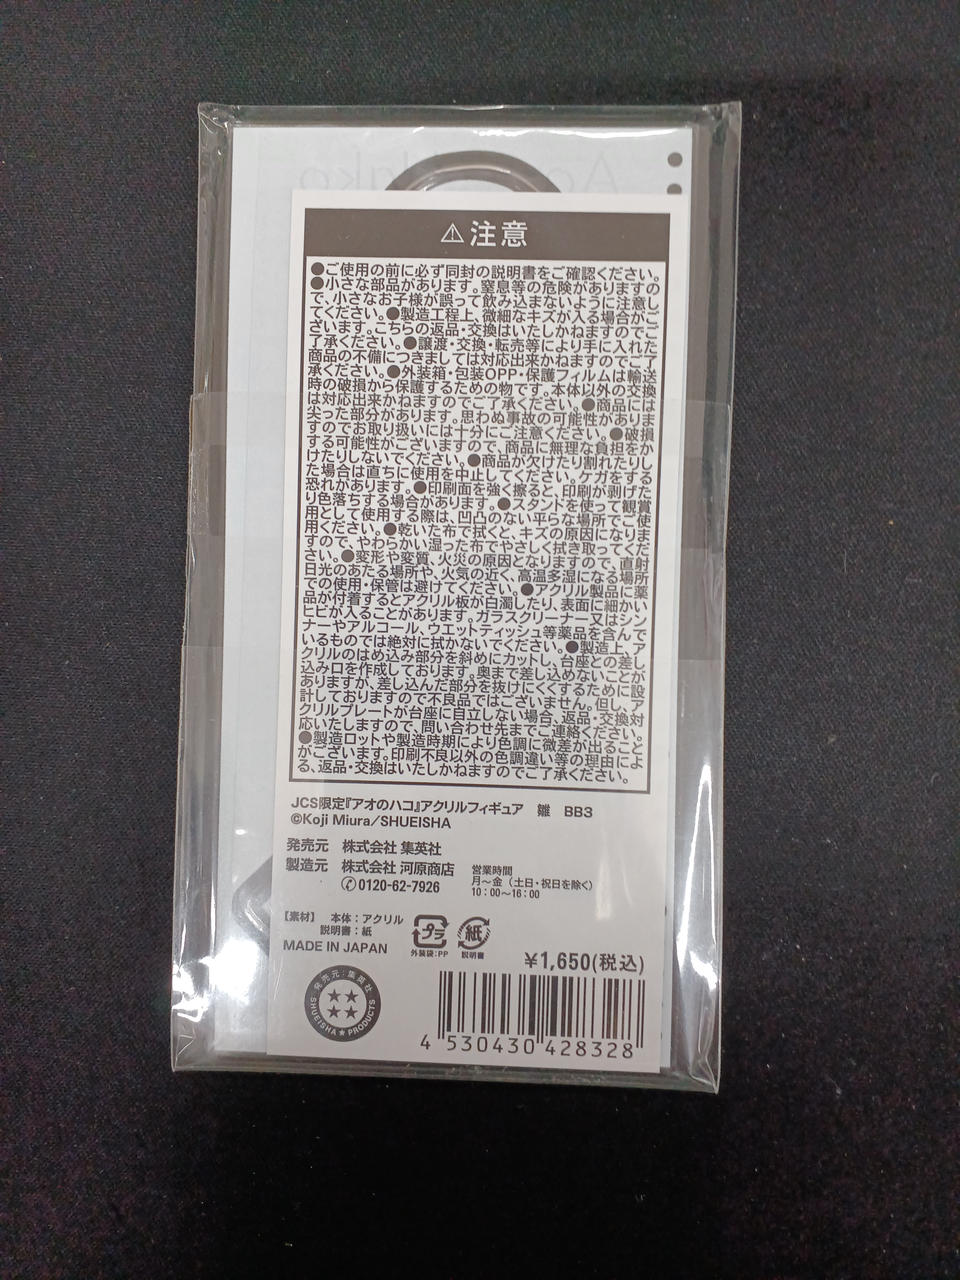 ⚠注意
●ご使用の前に必ず同封の説明書をご確認ください。
●小さな部品があります。窒息等の危険がありますの
で、小さなお子様が誤って飲み込まないように注意し
てください。●製造工程上、微細なキズが入る場合がご
ざいます。こちらの返品・交換はいたしかねますのでご
了承ください。●譲渡・交換・転売等により手に入れた
商品の不備につきましては対応出来かねますのでご了
承ください。●外装箱・包装OPP・保護フィルムは輸送
時の破損から保護するための物です。本体以外の交換
は対応出来かねますのでご了承ください。●商品には
尖った部分があります。思わぬ事故の可能性がありま
すのでお取り扱いには十分にご注意ください。●破損
する可能性がございますので、商品に無理な負担をか
けたりしないでください。●商品が欠けたり割れたりし
た場合は直ちに使用を中止してください。ケガをする
恐れがあります。●印刷面を強く擦ると、印刷が剥げた
り色落ちする場合があります。●スタンドを使って観賞
用として使用する際は、凹凸のない平らな場所でご使
用ください。●乾いた布で拭くと、キズの原因になりま
すので、やわらかい湿った布でやさしく拭き取ってくだ
さい。●変形や変質、火災の原因となりますので、直射
日光のあたる場所や、火気の近く、高温多湿になる場所
での使用・保管は避けてください。●アクリル製品に薬
品が付着するとアクリル板が白濁したり、表面に細かい
ヒビが入ることがあります。ガラスクリーナー又はシン
ナーやアルコール、ウエットティッシュ等薬品を含んで
いるものでは絶対に拭かないでください。●製造上、ア
クリルのはめ込み部分を斜めにカットし、台座との差し
込み口を作成しております。奥まで差し込めないことが
ありますが、差し込んだ部分を抜けにくくするために設
計しておりますので不良品ではございません。但し、ア
クリルプレートが台座に自立しない場合、返品・交換対
応いたしますので、問い合わせ先までご連絡ください。
●製造ロットや製造時期により色調に微差が出ること
がございます。印刷不良以外の色調違い等の理由によ
る、返品・交換はいたしかねますのでご了承ください。
JCS限定『アオのハコ』アクリルフィギュア 雛 BB3
©Koji Miura/SHUEISHA
発売元 株式会社 集英社
製造元 株式会社 河原商店
✆0120-62-7926
営業時間
月〜金（土日・祝日を除く）
10：00〜16：00
【素材】 本体：アクリル
説明書：紙
MADE IN JAPAN
プラ
外装袋：PP
紙
説明書
¥1,650(税込)
発売元：集英社
SHUEISHA★PRODUCTS
4 530430 428328